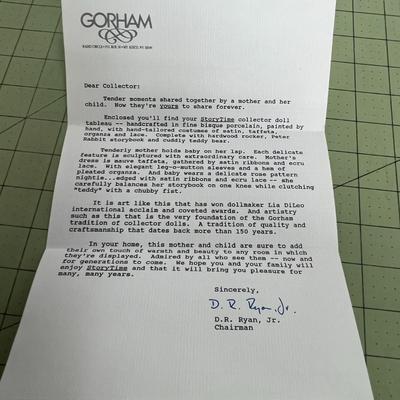 GORHAM
Dear Collector:
Tender moments shared together by a mother and her
child. Now they're yours to share forever.
Enclosed you'll find your StoryTime collector doll
tableau -- handcrafted in fine bisque porcelain, painted by
hand, with hand-tailored costumes of satin, taffeta,
organza and lace. Complete with hardwood rocker, Peter
Rabbit storybook and cuddly teddy bear.
Tenderly mother holds baby on her lap. Each delicate
feature is sculptured with extraordinary care. Mother's
dress is mauve taffeta, gathered by satin ribbons and ecru
lace. With elegant leg-o-mutton sleeves and a hem of
pleated organza. And baby wears a delicate rose pattern
nightie...edged with satin ribbons and ecru lace -- she
carefully balances her storybook on one knee while clutching
"teddy" with a chubby fist.
It is art like this that has won dollmaker Lia DiLeo
international acclaim and coveted awards. And artistry
such as this that is the very foundation of the Gorham
tradition of collector dolls. A tradition of quality and
craftsmanship that dates back more than 150 years.
In your home, this mother and child are sure to add
their own touch of warmth and beauty to any room in which
they're displayed. Admired by all who see them -- now and
for generations to come. We hope you and your family will
enjoy StoryTime and that it will bring you pleasure for
many, many years.
Sincerely,
D. R. Ryan, Jr.
D.R. Ryan, Jr.
Chairman